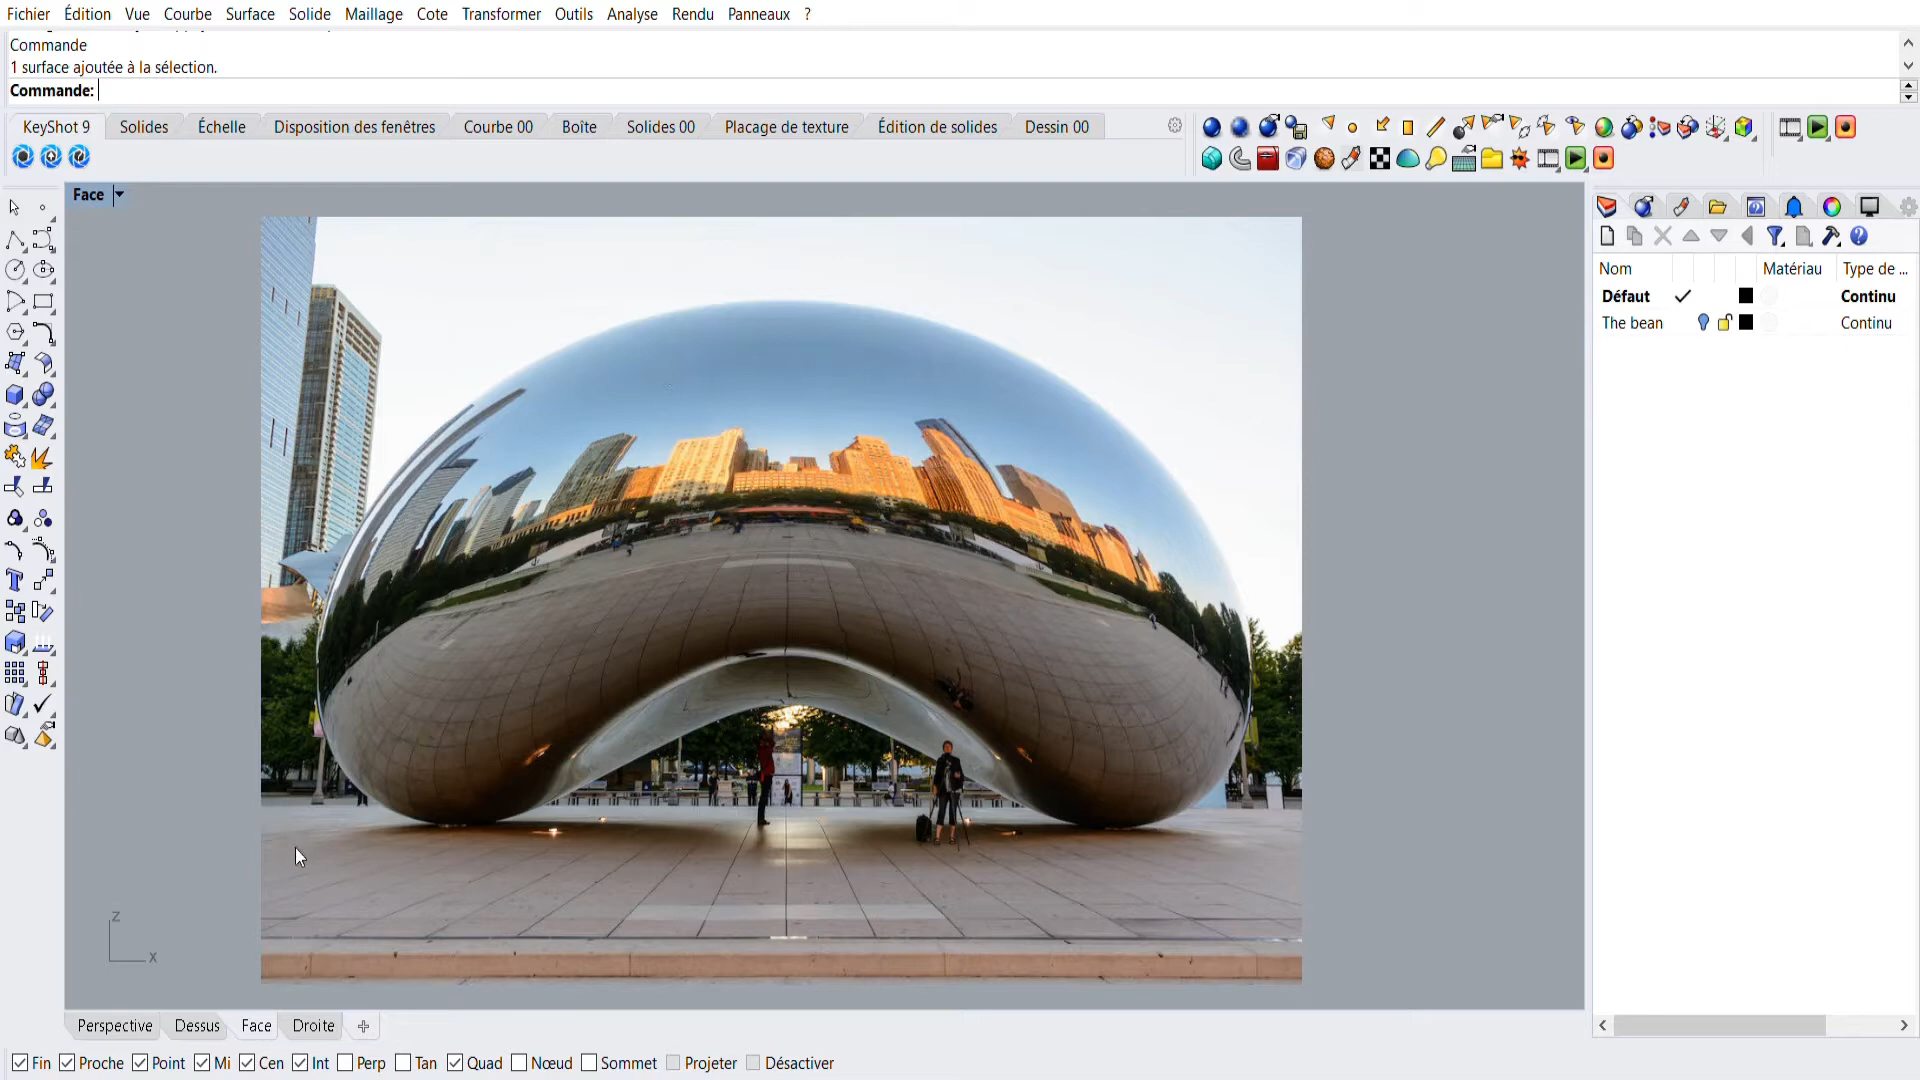 Fichier Édition Vue Courbe Surface Solide Maillage Cote Transformer Outils Analyse Rendu Panneaux ?
Commande
1 surface ajoutée à la sélection.
Commande:
KeyShot 9 Solides Échelle Disposition des fenêtres Courbe 00 Boîte Solides 00 Placage de texture Édition de solides Dessin 00
Face
Nom Matériau Type de ...
Défaut Continu
The bean Continu
z
x
Perspective Dessus Face Droite
Fin Proche Point Mi Cen Int Perp Tan Quad Nœud Sommet Projeter Désactiver